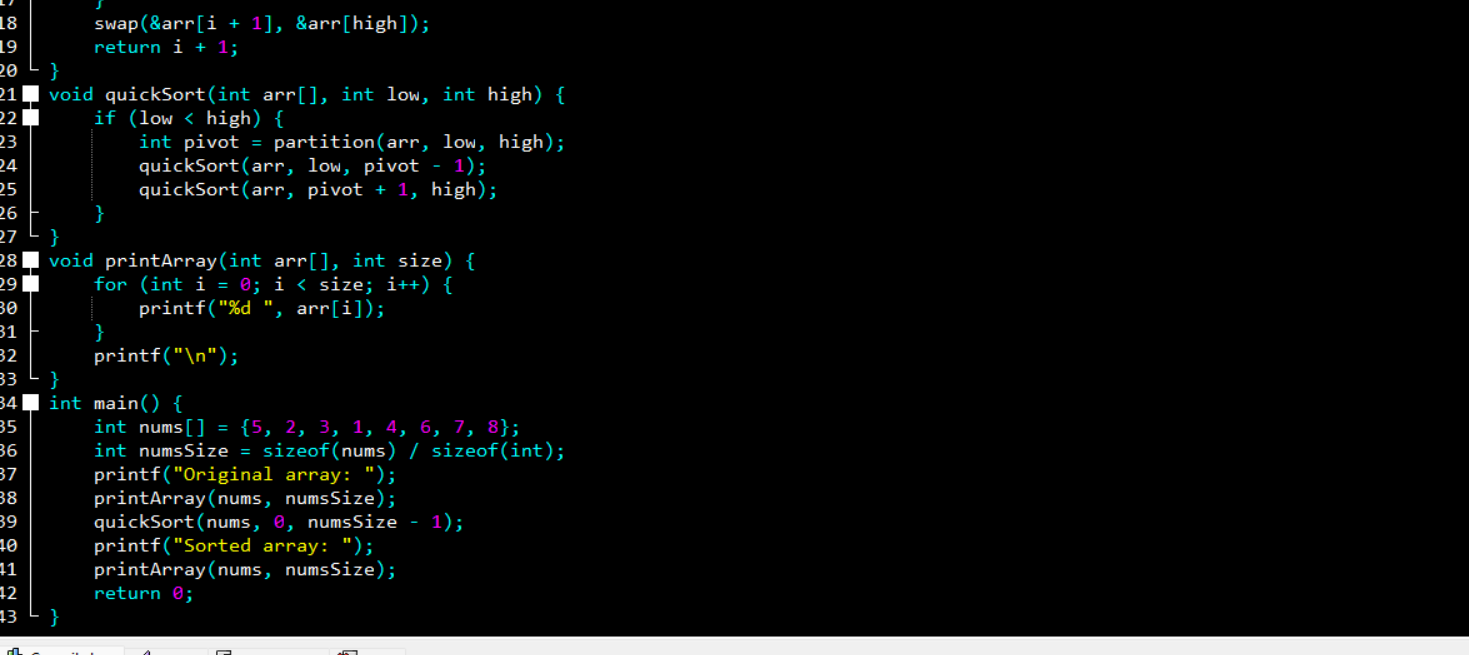 }
18 swap(&arr[i + 1], &arr[high]);
19 return i + 1;
20 }
21 void quickSort(int arr[], int low, int high) {
22 if (low < high) {
23 int pivot = partition(arr, low, high);
24 quickSort(arr, low, pivot - 1);
25 quickSort(arr, pivot + 1, high);
26 }
27 }
28 void printArray(int arr[], int size) {
29 for (int i = 0; i < size; i++) {
30 printf("%d ", arr[i]);
31 }
32 printf("\n");
33 }
34 int main() {
35 int nums[] = {5, 2, 3, 1, 4, 6, 7, 8};
36 int numsSize = sizeof(nums) / sizeof(int);
37 printf("Original array: ");
38 printArray(nums, numsSize);
39 quickSort(nums, 0, numsSize - 1);
40 printf("Sorted array: ");
41 printArray(nums, numsSize);
42 return 0;
43 }